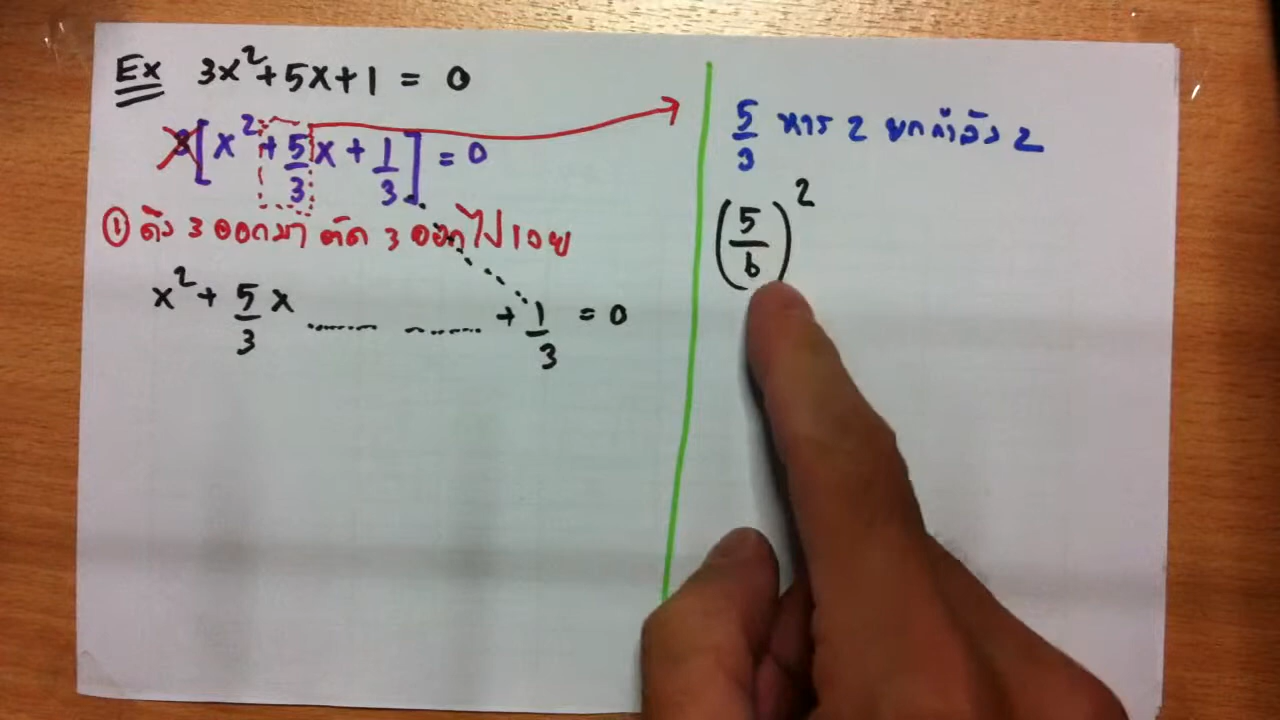 Ex 3x²+5x+1 = 0
3[x²+5/3x+1/3] = 0
① ดึง 3 ออกมา ตัด 3 ออกไปเลย
x²+5/3x ........ ........ +1/3 = 0
5/3 หาร 2 ยกกำลัง 2
(5/6)²